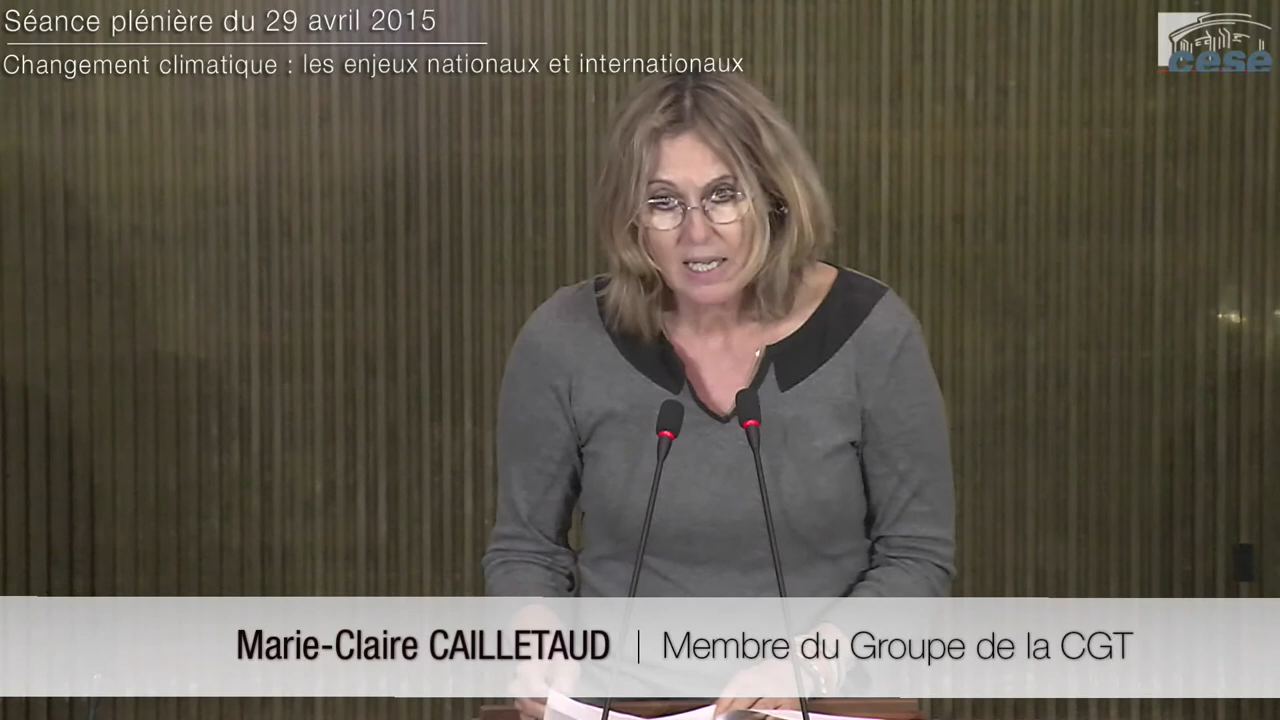 Séance plénière du 29 avril 2015
Changement climatique : les enjeux nationaux et internationaux
cese
Marie-Claire CAILLETAUD | Membre du Groupe de la CGT